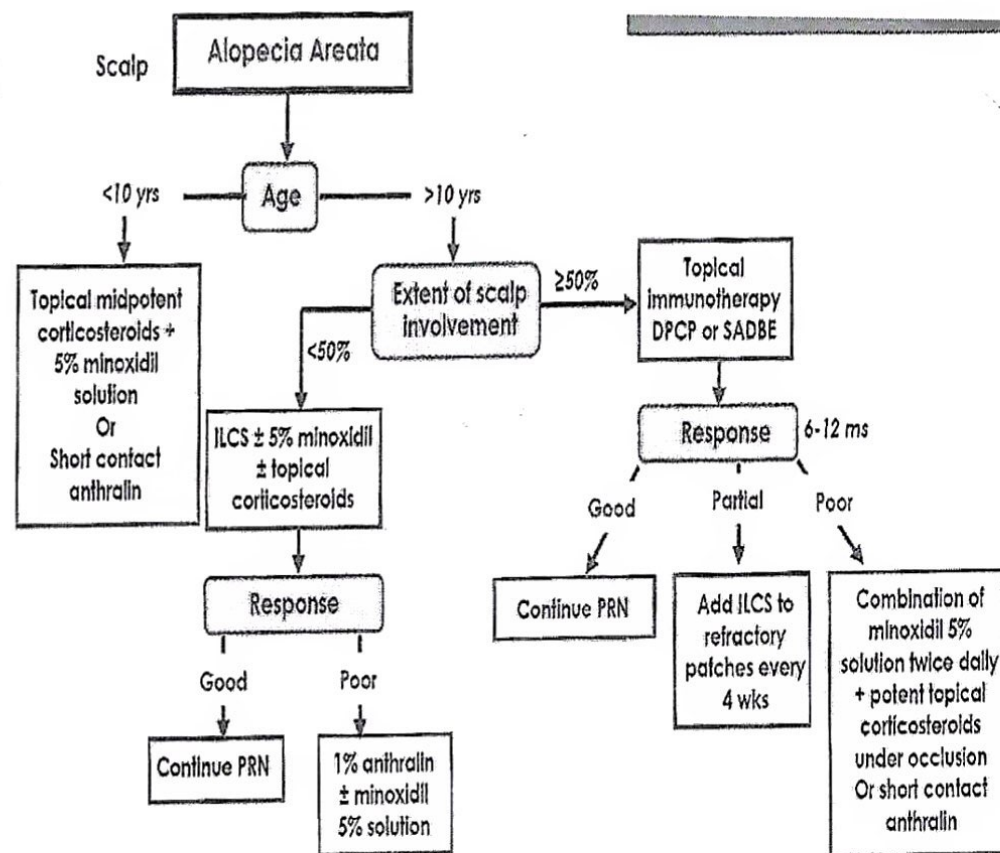 Alopecia Areata
Scalp
Age
<10 yrs
>10 yrs
Topical midpotent
corticosteroids +
5% minoxidil
solution
Or
Short contact
anthralin
Extent of scalp
involvement
≥50%
<50%
Topical
immunotherapy
DPCP or SADBE
ILCS ± 5% minoxidil
± topical
corticosteroids
Response
6-12 ms
Good
Partial
Poor
Continue PRN
Add ILCS to
refractory
patches every
4 wks
Combination of
minoxidil 5%
solution twice daily
+ potent topical
corticosteroids
under occlusion
Or short contact
anthralin
Response
Good
Poor
Continue PRN
1% anthralin
± minoxidil
5% solution